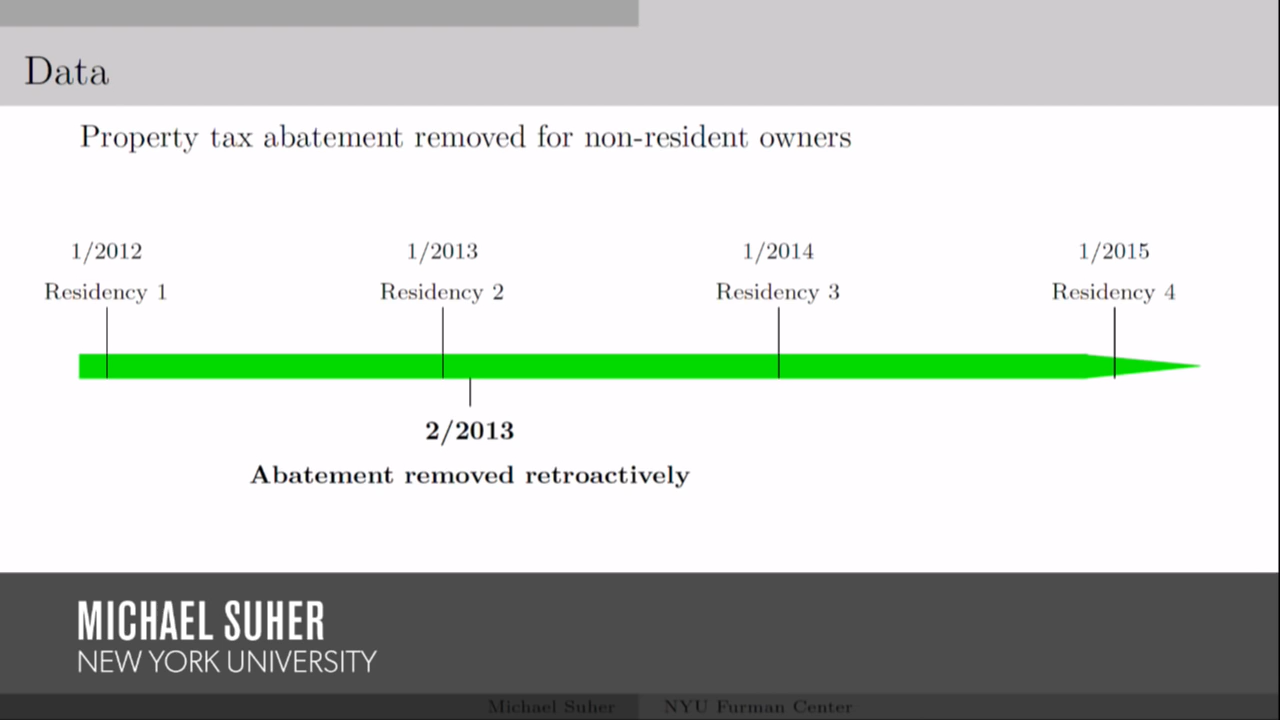 Data
Property tax abatement removed for non-resident owners
1/2012 1/2013 1/2014 1/2015
Residency 1 Residency 2 Residency 3 Residency 4
2/2013
Abatement removed retroactively
MICHAEL SUHER
NEW YORK UNIVERSITY
Michael Suher NYU Furman Center